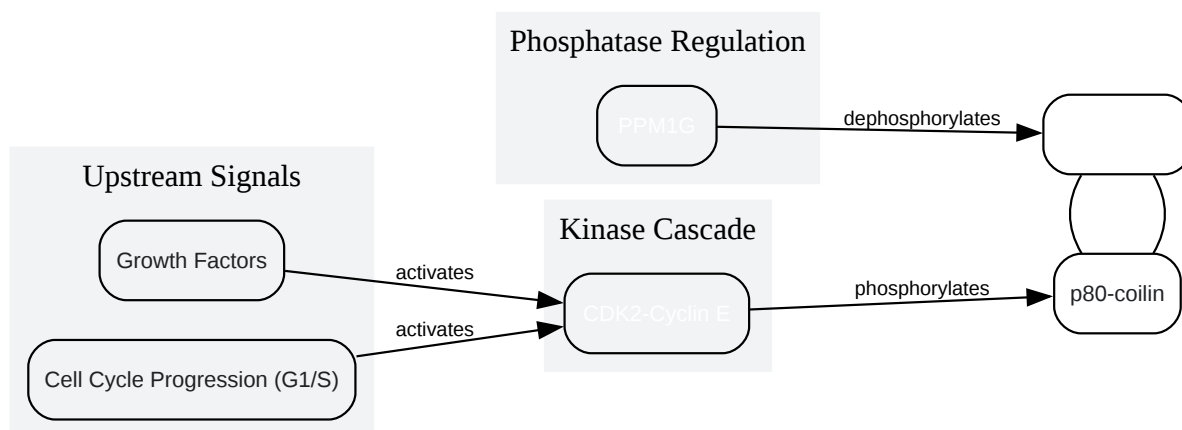 Phosphatase Regulation
PPM1G
dephosphorylates
Upstream Signals
Growth Factors
activates
Kinase Cascade
CDK2-Cyclin E
phosphorylates
p80-coilin
activates
Cell Cycle Progression (G1/S)